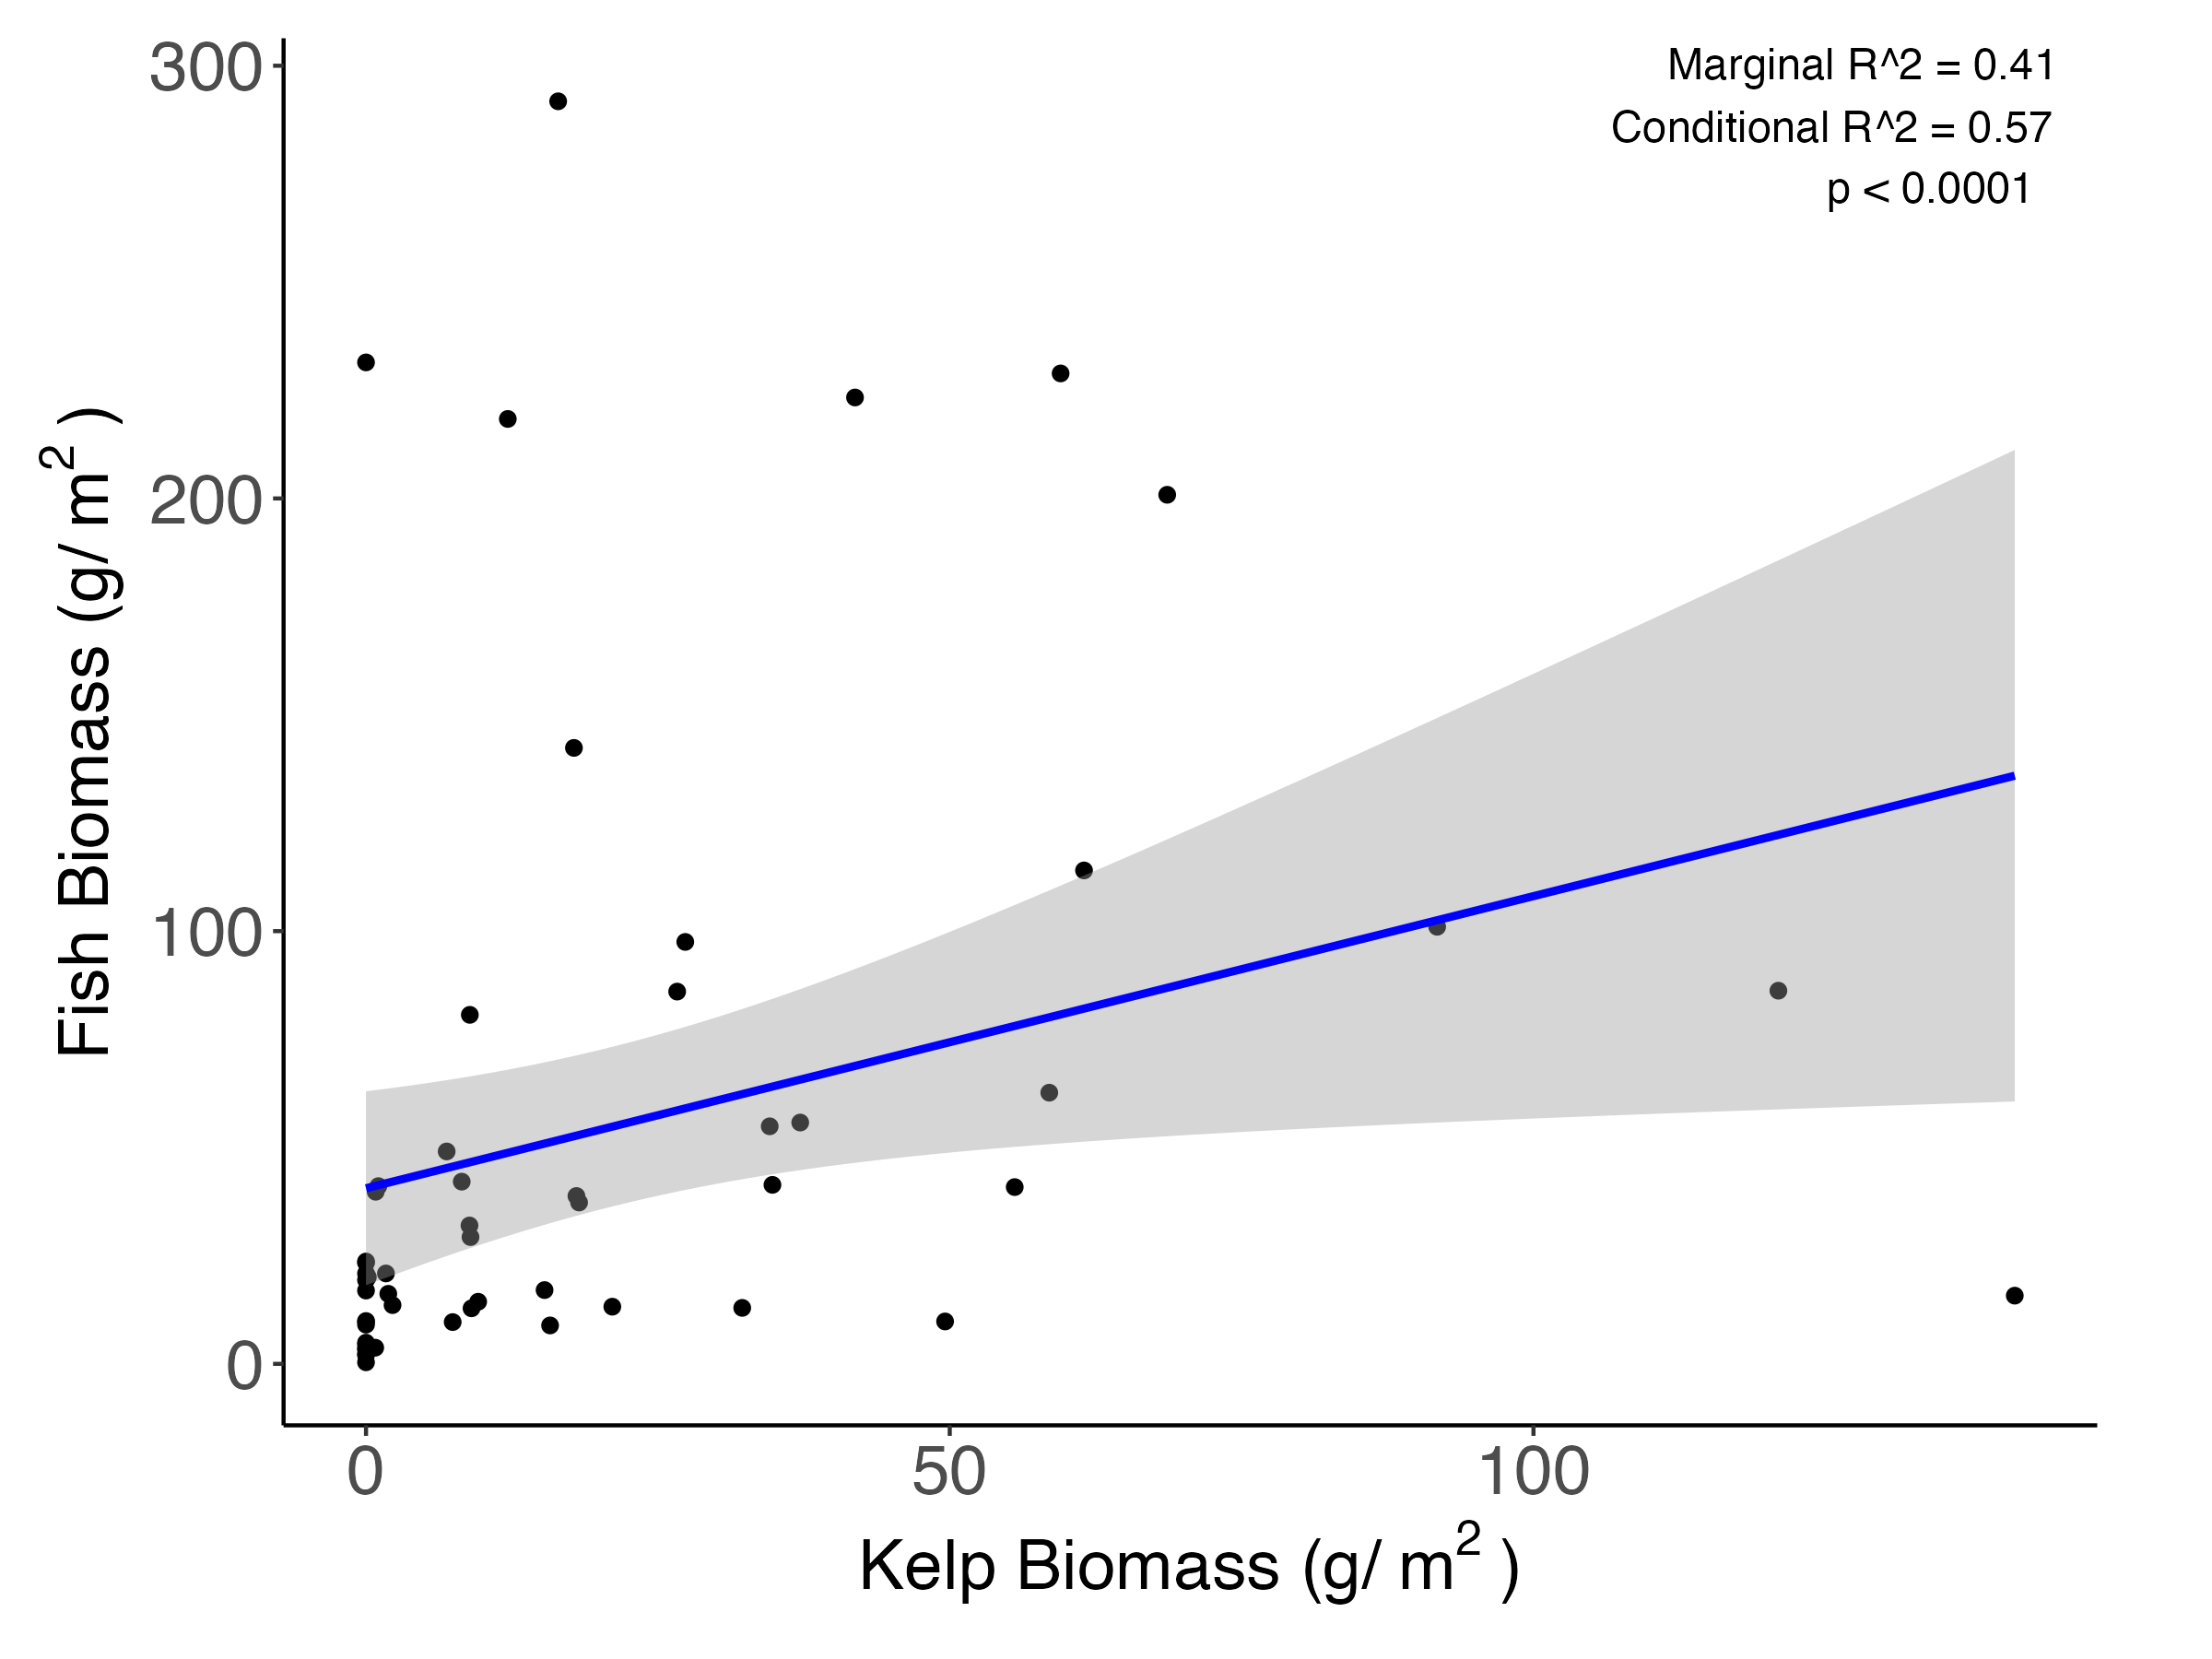 Marginal R^2 = 0.41
Conditional R^2 = 0.57
p < 0.0001
300
200
100
0
Fish Biomass (g/ m²)
0 50 100
Kelp Biomass (g/ m²)